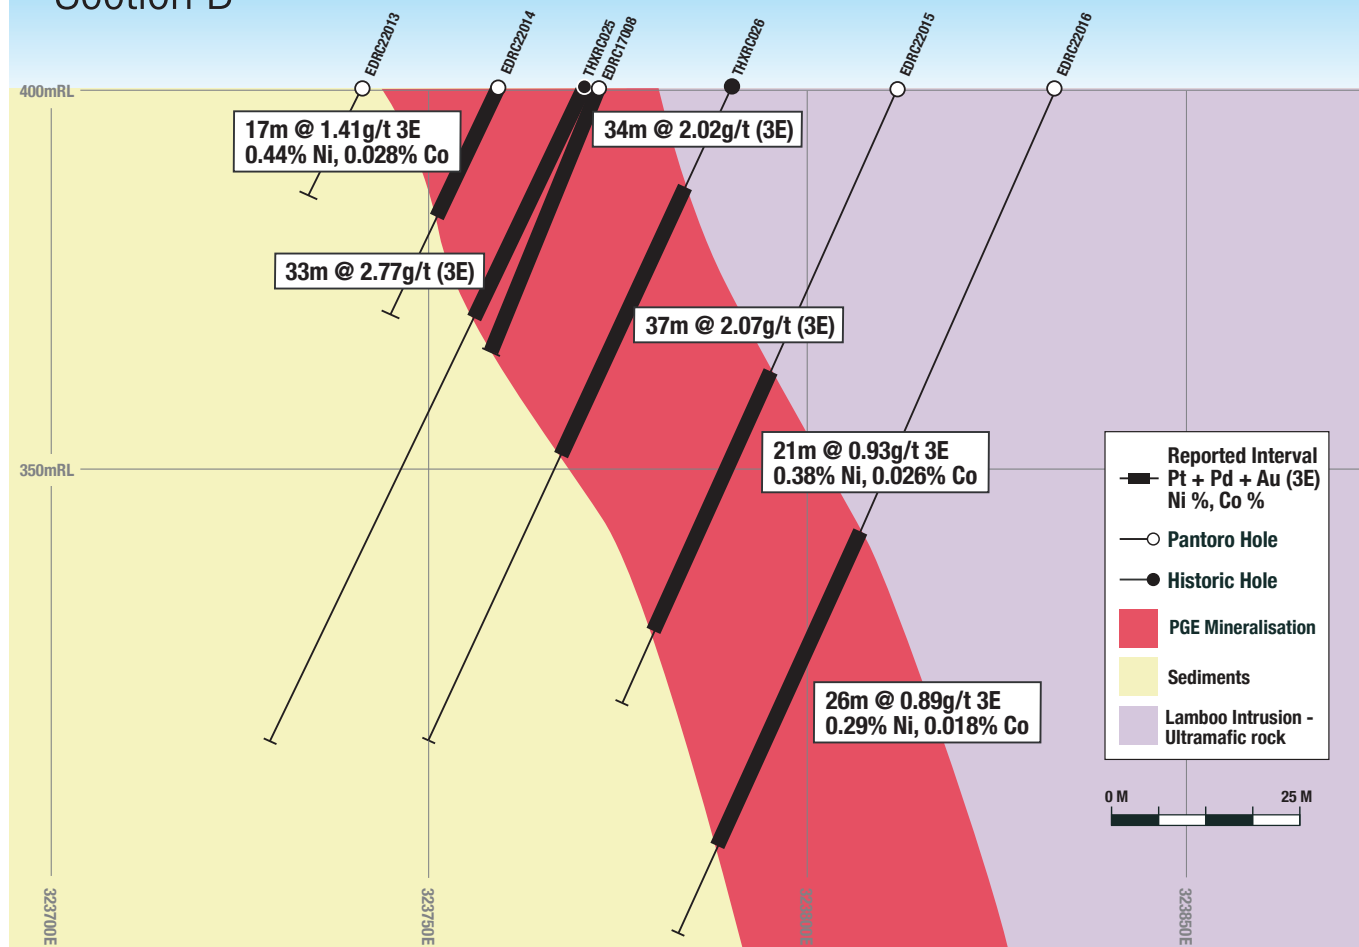 Section B
EDRC22013
EDRC22014
THXRC025
EDRC17008
THXRC026
EDRC22015
EDRC22016
400mRL
17m @ 1.41g/t 3E
0.44% Ni, 0.028% Co
34m @ 2.02g/t (3E)
33m @ 2.77g/t (3E)
37m @ 2.07g/t (3E)
21m @ 0.93g/t 3E
0.38% Ni, 0.026% Co
350mRL
26m @ 0.89g/t 3E
0.29% Ni, 0.018% Co
Reported Interval
Pt + Pd + Au (3E)
Ni %, Co %
Pantoro Hole
Historic Hole
PGE Mineralisation
Sediments
Lamboo Intrusion -
Ultramafic rock
0 M 25 M
323700E
323750E
323800E
323850E